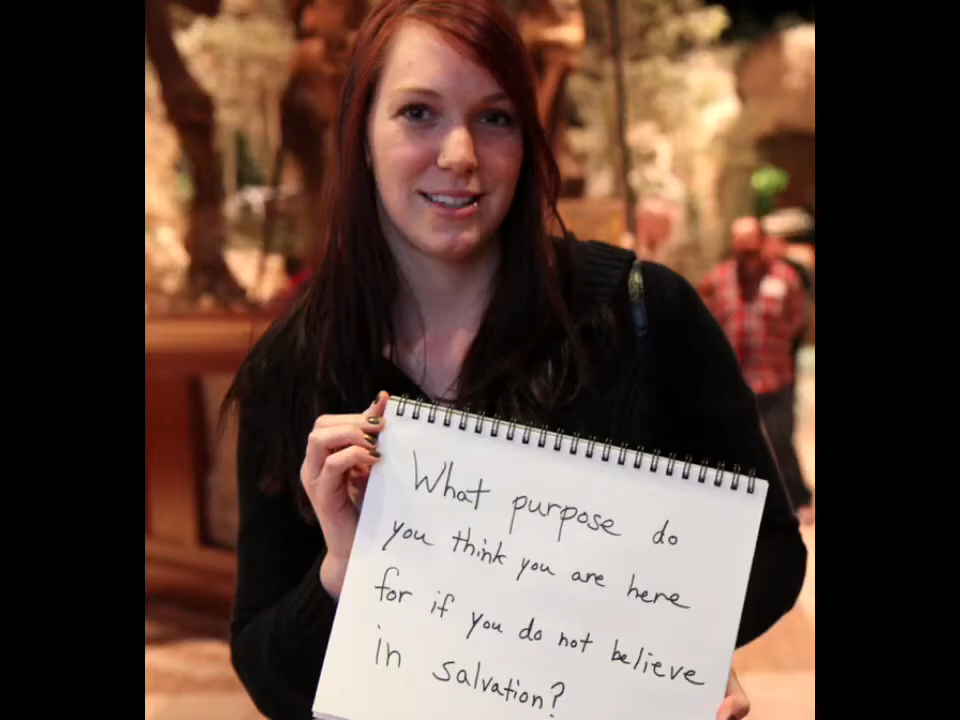 What purpose do
you think you are here
for if you do not believe
in salvation?